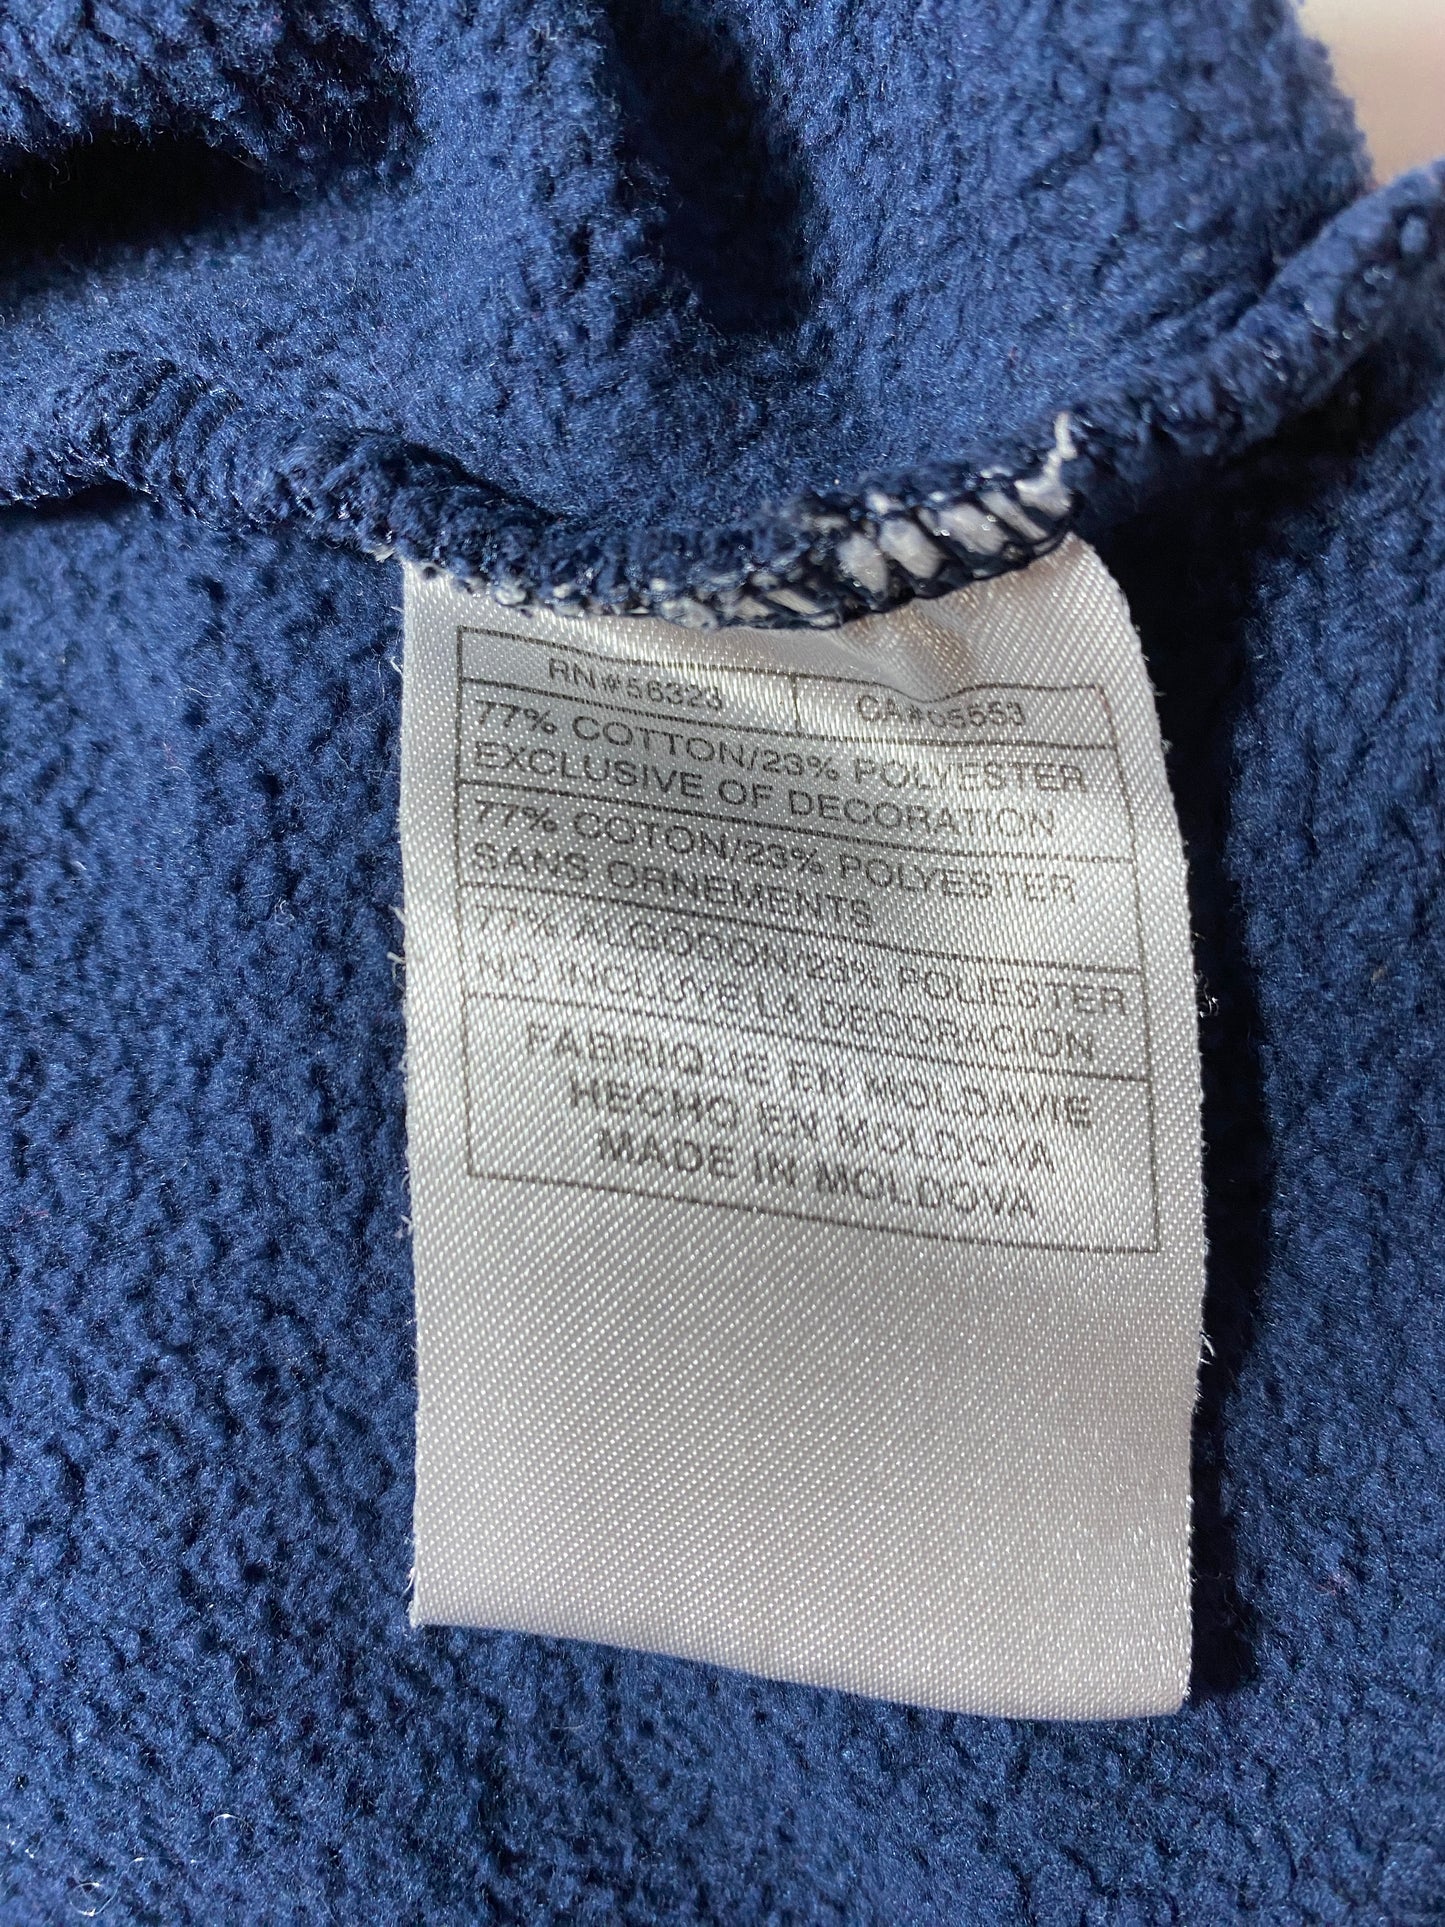 RN#56323 CA#05553
77% COTTON/23% POLYESTER
EXCLUSIVE OF DECORATION
77% COTON/23% POLYESTER
SANS ORNEMENTS
77% ALGODON/23% POLIESTER
NO INCLUYE LA DECORACION
FABRIQUE EN MOLDAVIE
HECHO EN MOLDOVA
MADE IN MOLDOVA